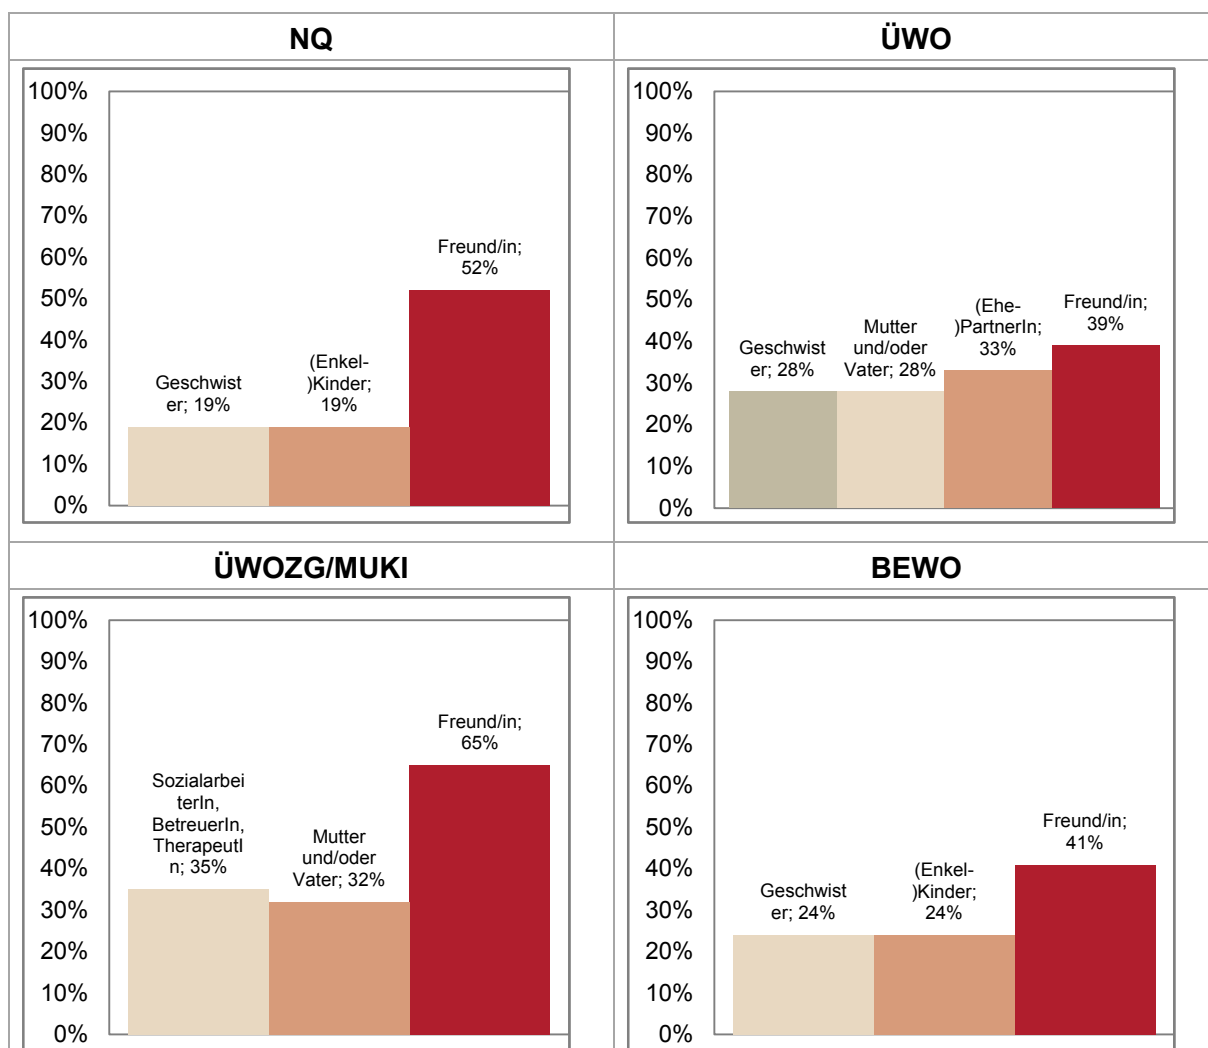 NQ
ÜWO
100%
90%
80%
70%
60%
50%
40%
30%
20%
10%
0%
Geschwist
er; 19%
(Enkel-
)Kinder;
19%
Freund/in;
52%
100%
90%
80%
70%
60%
50%
40%
30%
20%
10%
0%
Geschwist
er; 28%
Mutter
und/oder
Vater; 28%
(Ehe-
)PartnerIn;
33%
Freund/in;
39%
ÜWOZG/MUKI
BEWO
100%
90%
80%
70%
60%
50%
40%
30%
20%
10%
0%
Sozialarbei
terIn,
BetreuerIn,
TherapeutI
n; 35%
Mutter
und/oder
Vater; 32%
Freund/in;
65%
100%
90%
80%
70%
60%
50%
40%
30%
20%
10%
0%
Geschwist
er; 24%
(Enkel-
)Kinder;
24%
Freund/in;
41%